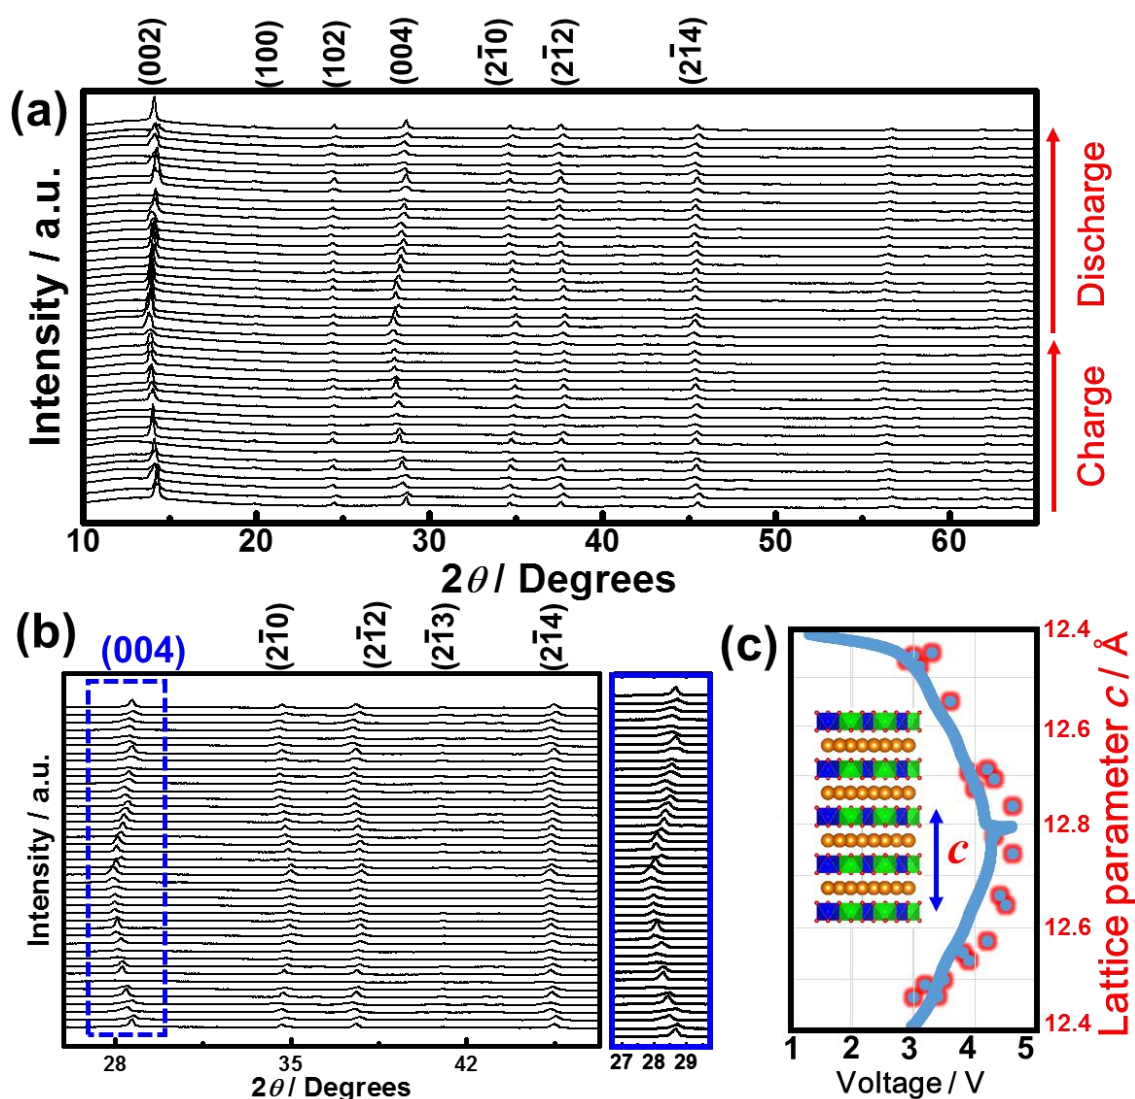 (002) (100) (102) (004) (21̄0) (21̄2) (21̄4)
(a)
Intensity / a.u.
Discharge
Charge
10 20 30 40 50 60
2θ / Degrees
(b)
(004) (21̄0) (21̄2) (21̄3) (21̄4)
Intensity / a.u.
28 35 42
2θ / Degrees
27 28 29
(c)
c
12.4
12.6
12.8
12.6
12.4
Lattice parameter c / Å
1 2 3 4 5
Voltage / V